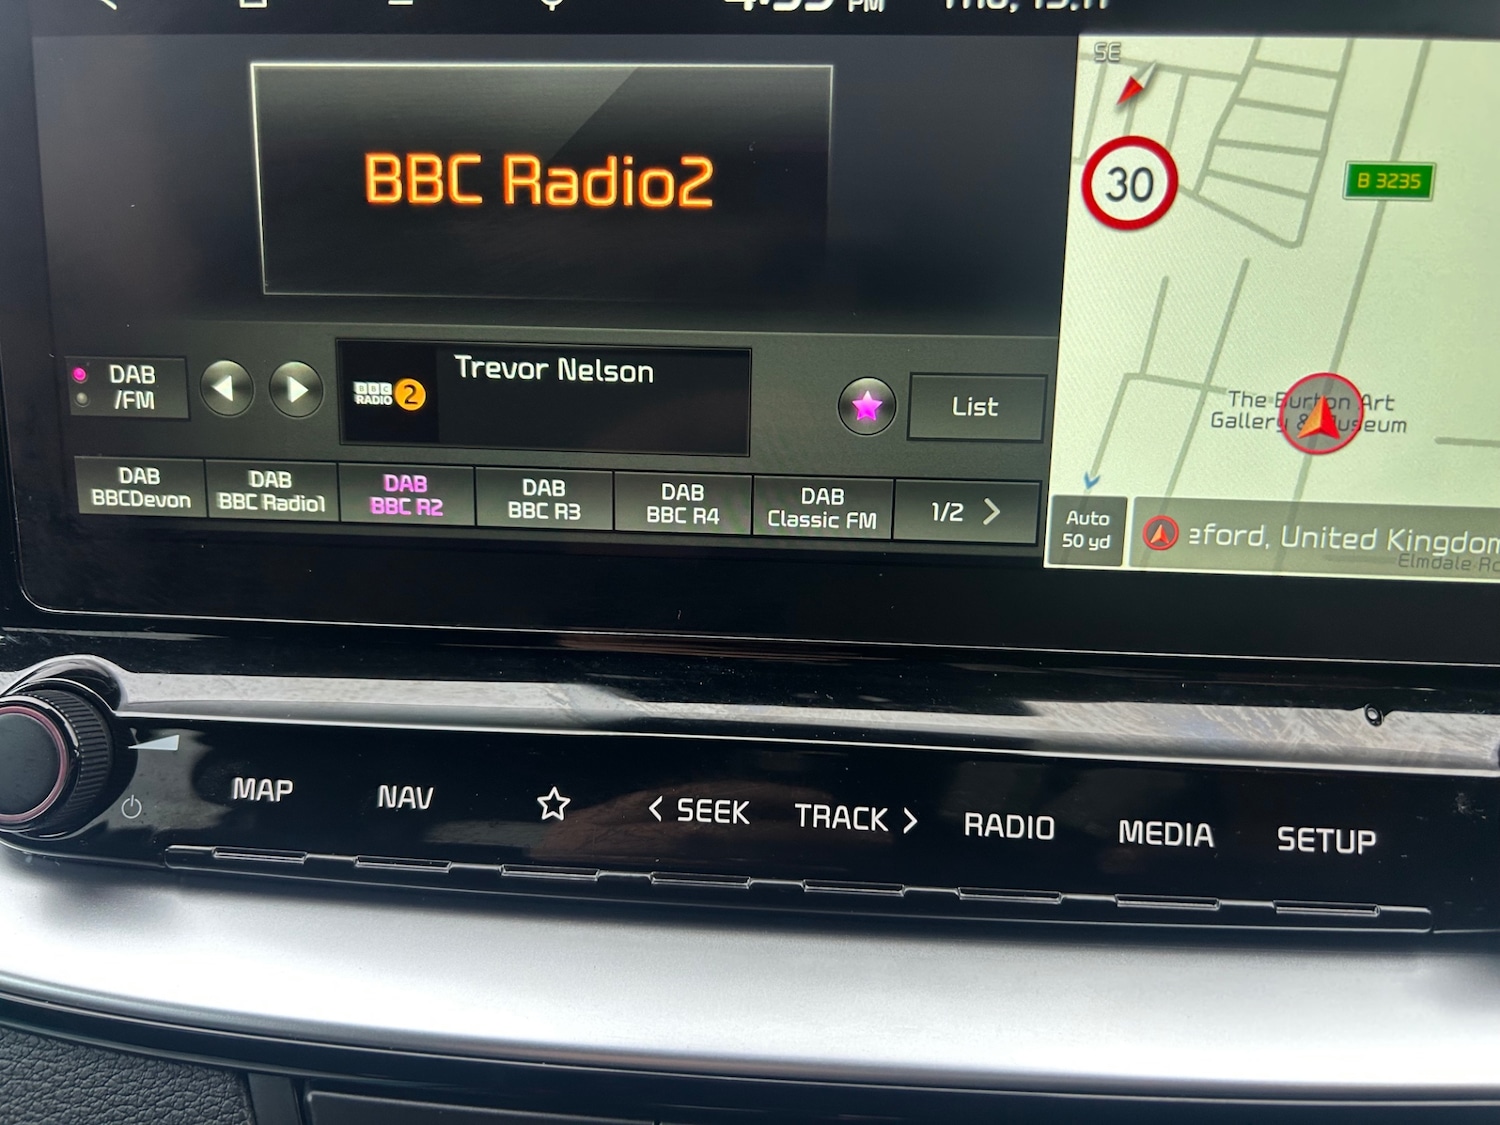 PM
SE
BBC Radio2
30
B 3235
DAB
/FM
BBC
RADIO 2
Trevor Nelson
List
The Burton Art
Gallery & Museum
DAB
BBCDevon
DAB
BBC Radio1
DAB
BBC R2
DAB
BBC R3
DAB
BBC R4
DAB
Classic FM
1/2
Auto
50 yd
eford, United Kingdom
Elmdale
MAP
NAV
SEEK
TRACK
RADIO
MEDIA
SETUP